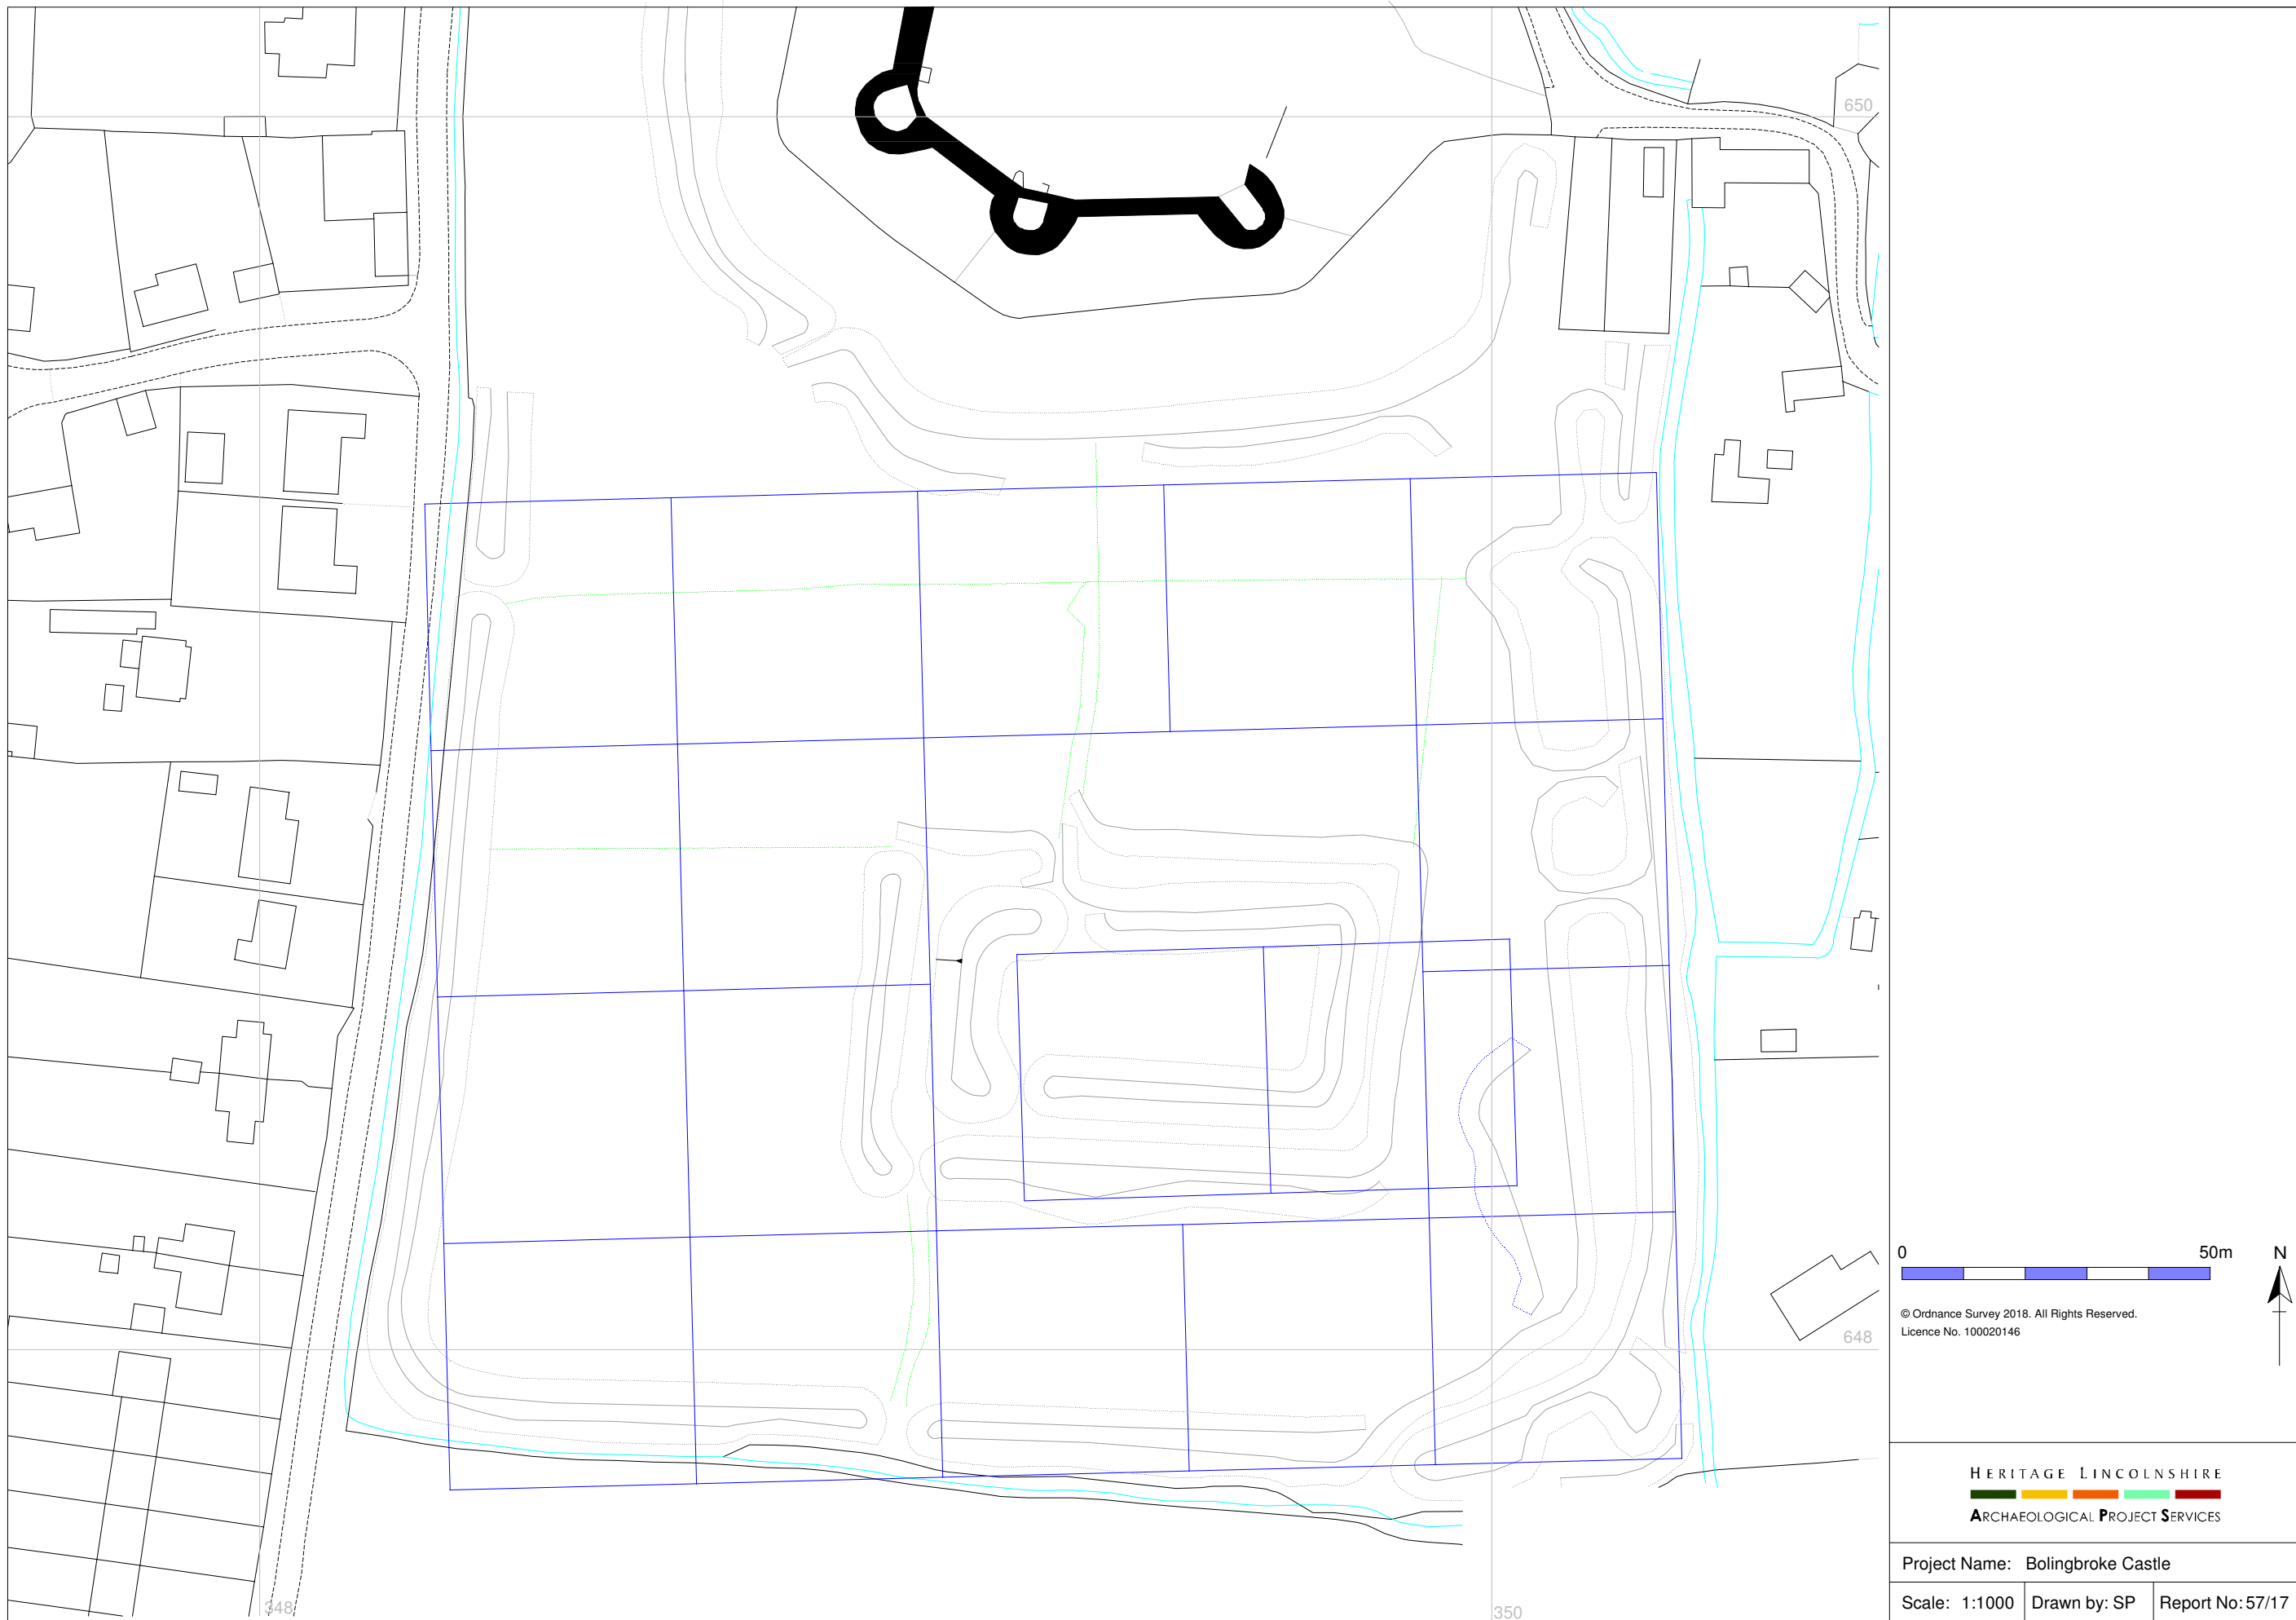 650
0 50m N
© Ordnance Survey 2018. All Rights Reserved.
Licence No. 100020146
648
HERITAGE LINCOLNSHIRE
ARCHAEOLOGICAL PROJECT SERVICES
Project Name: Bolingbroke Castle
Scale: 1:1000 Drawn by: SP Report No: 57/17
348
350